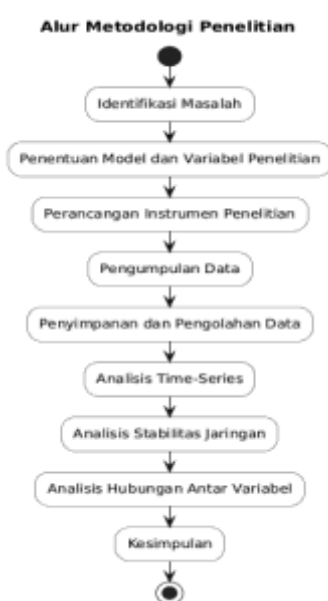 Alur Metodologi Penelitian
Identifikasi Masalah
Penentuan Model dan Variabel Penelitian
Perancangan Instrumen Penelitian
Pengumpulan Data
Penyimpanan dan Pengolahan Data
Analisis Time-Series
Analisis Stabilitas Jaringan
Analisis Hubungan Antar Variabel
Kesimpulan